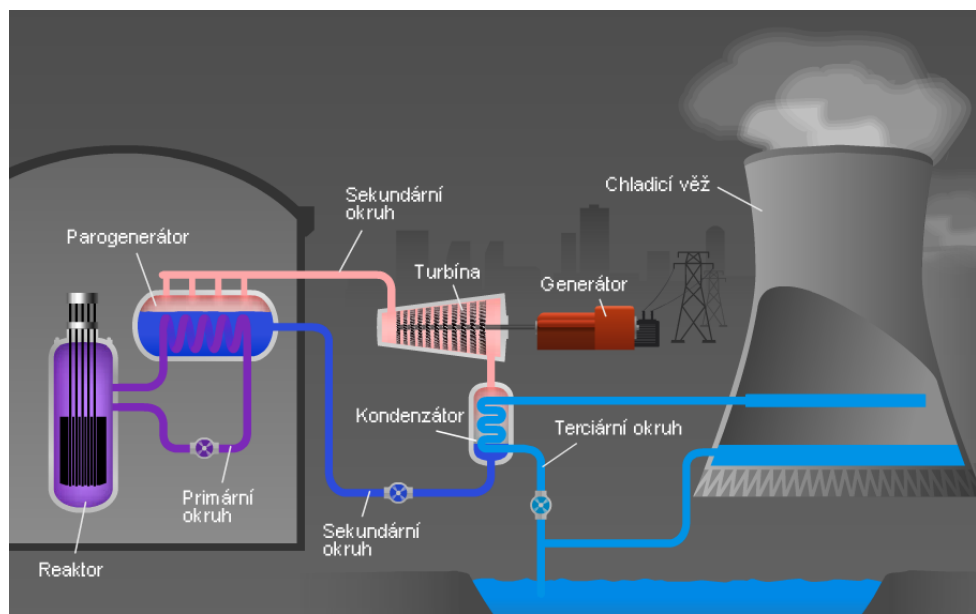 Chladicí věž
Sekundární
okruh
Parogenerátor
Turbína
Generátor
Kondenzátor
Terciární okruh
Primární
okruh
Sekundární
okruh
Reaktor